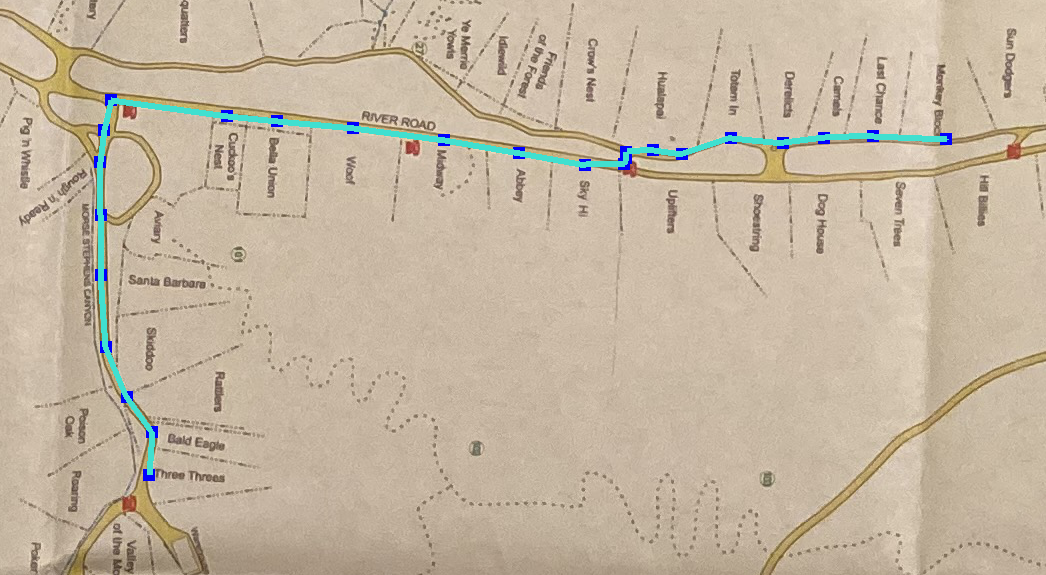 Ye Merrie
Yowls
Idlewild
Friends
of the Forest
Crow's Nest
Hualapai
Totem In
Derelicts
Camels
Last Chance
Sun Dodgers
RIVER ROAD
Pig 'n Whistle
Rough 'n Ready
Cuckoo's
Nest
Bella Union
Woof
Midway
Abbey
Sky Hi
Uplifters
Shoestring
Dog House
Seven Trees
Hill Billies
Aviary
MORSE STEPHENS CANYON
101
Santa Barbara
Skiddoo
Rattlers
Poison
Oak
Bald Eagle
Three Threes
Roaring
Valley
of the Mo
Poker